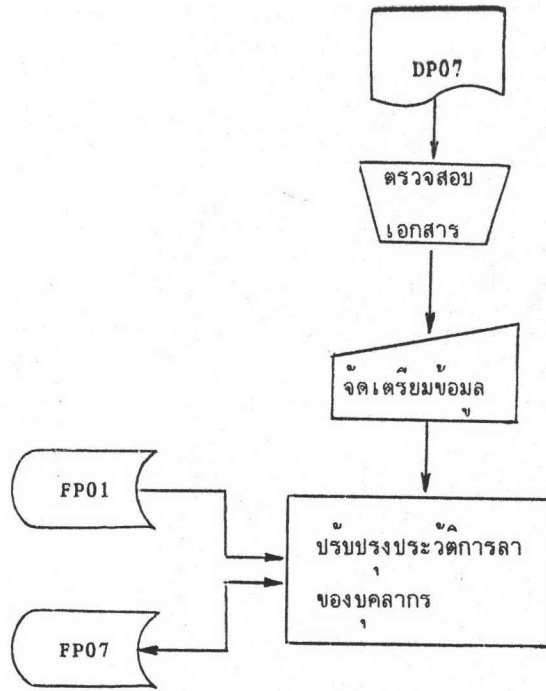 DP07
ตรวจสอบ
เอกสาร
จัดเตรียมข้อมูล
FP01
ปรับปรุงประวัติการลา
ของบุคลากร
FP07